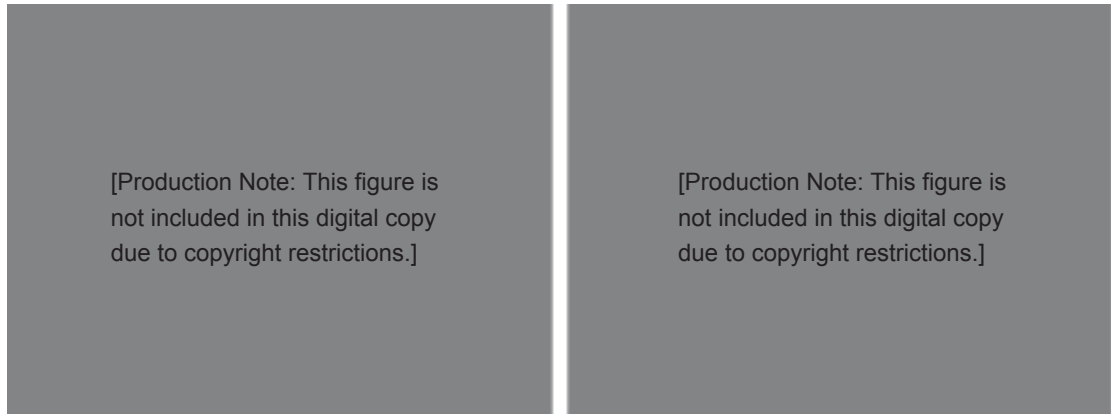 [Production Note: This figure is
not included in this digital copy
due to copyright restrictions.]
[Production Note: This figure is
not included in this digital copy
due to copyright restrictions.]